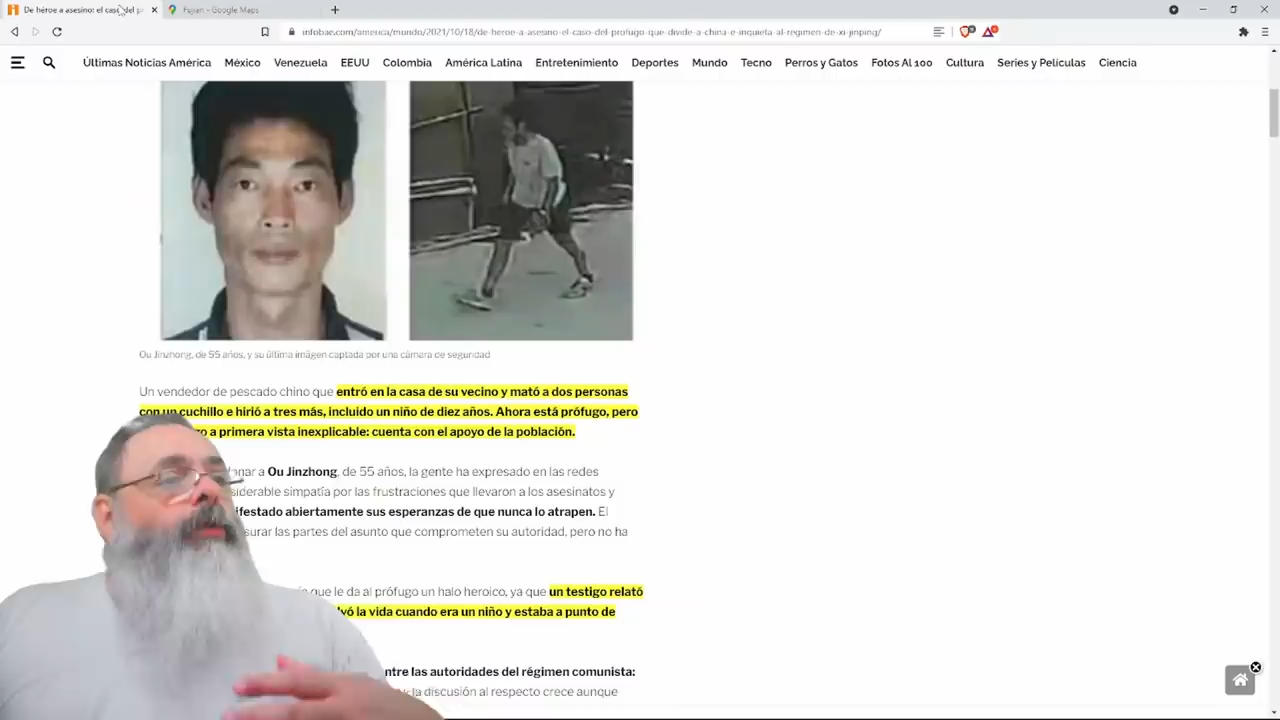 De héroe a asesino: el caso del p
Fujian - Google Maps
infobae.com/america/mundo/2021/10/18/de-heroe-a-asesino-el-caso-del-profugo-que-divide-a-china-e-inquieta-al-regimen-de-xi-jinping/
Últimas Noticias América México Venezuela EEUU Colombia América Latina Entretenimiento Deportes Mundo Tecno Perros y Gatos Fotos Al 100 Cultura Series y Películas Ciencia
Ou Jinzhong, de 55 años, y su última imágen captada por una cámara de seguridad
Un vendedor de pescado chino que entró en la casa de su vecino y mató a dos personas
con un cuchillo e hirió a tres más, incluido un niño de diez años. Ahora está prófugo, pero
a primera vista inexplicable: cuenta con el apoyo de la población.
a Ou Jinzhong, de 55 años, la gente ha expresado en las redes
simpatía por las frustraciones que llevaron a los asesinatos y
abiertamente sus esperanzas de que nunca lo atrapen. El
las partes del asunto que comprometen su autoridad, pero no ha
que le da al prófugo un halo heroico, ya que un testigo relató
la vida cuando era un niño y estaba a punto de
las autoridades del régimen comunista:
y la discusión al respecto crece aunque